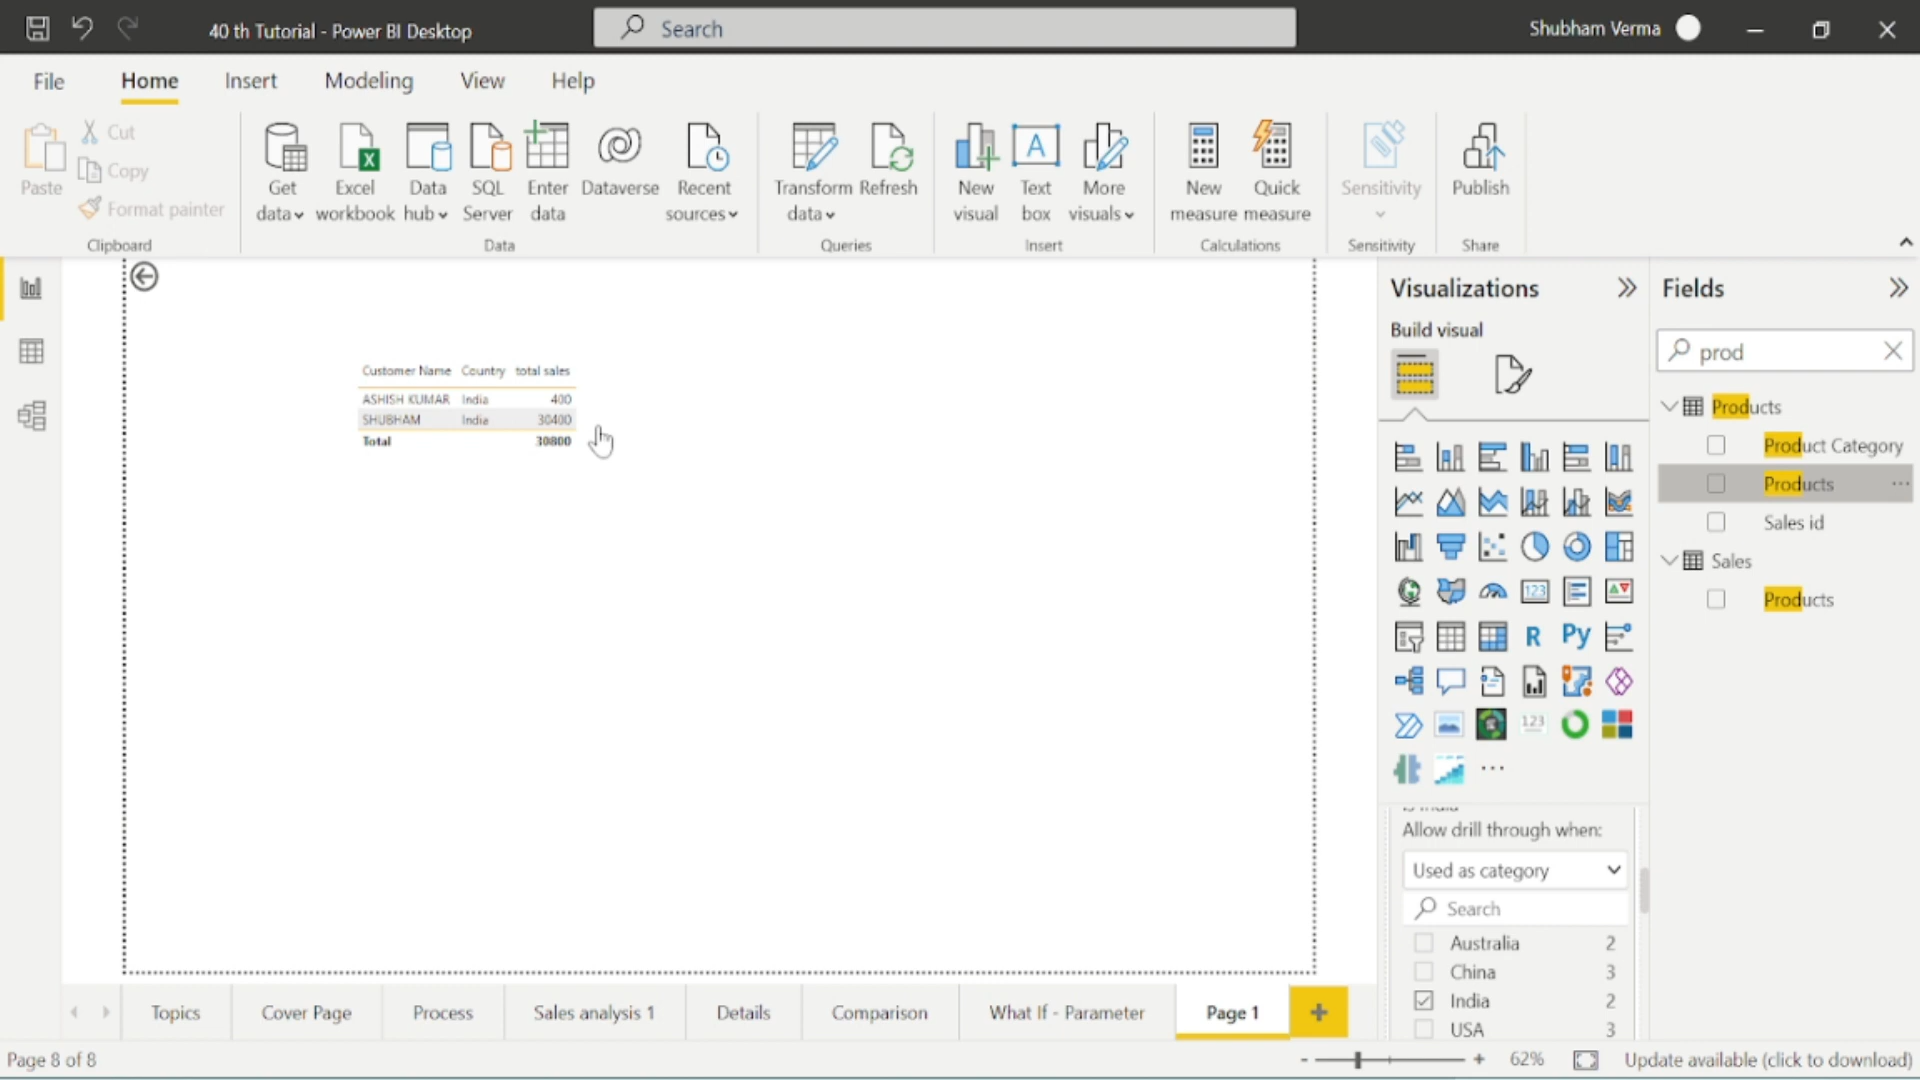 40 th Tutorial - Power BI Desktop
Search
Shubham Verma
File Home Insert Modeling View Help
Paste
Cut
Copy
Format painter
Clipboard
Get data
Excel workbook
Data hub
SQL Server
Enter data
Dataverse
Recent sources
Data
Transform data
Refresh
Queries
New visual
Text box
More visuals
Insert
New measure
Quick measure
Calculations
Sensitivity
Sensitivity
Publish
Share
Customer Name Country total sales
ASHISH KUMAR India 400
SHUBHAM India 30400
Total 30800
Visualizations
Build visual
123
R
Py
123
Allow drill through when:
Used as category
Search
Australia 2
China 3
India 2
USA 3
Fields
prod
Products
Product Category
Products
Sales id
Sales
Products
Topics Cover Page Process Sales analysis 1 Details Comparison What If - Parameter Page 1
Page 8 of 8
- + 62%
Update available (click to download)